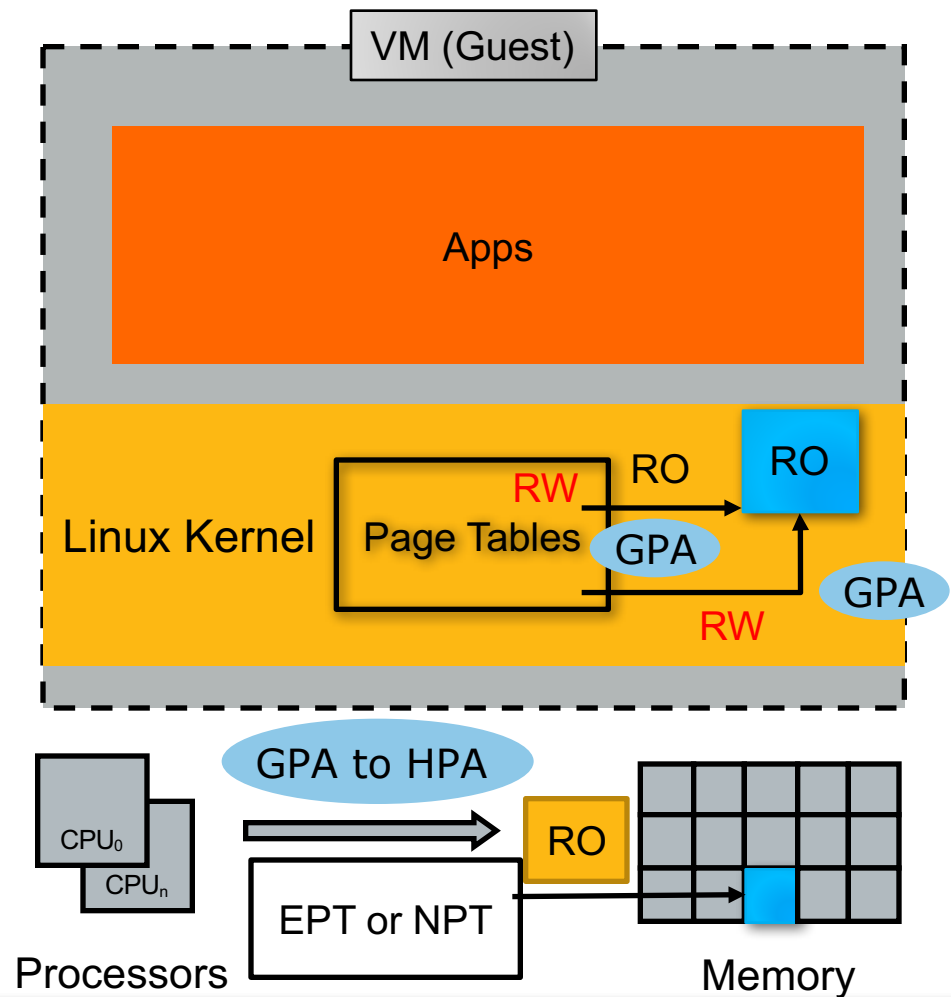 VM (Guest)
Apps
RO
RO
RW
Linux Kernel
Page Tables
GPA
GPA
RW
GPA to HPA
CPU₀
CPUₙ
RO
EPT or NPT
Processors
Memory